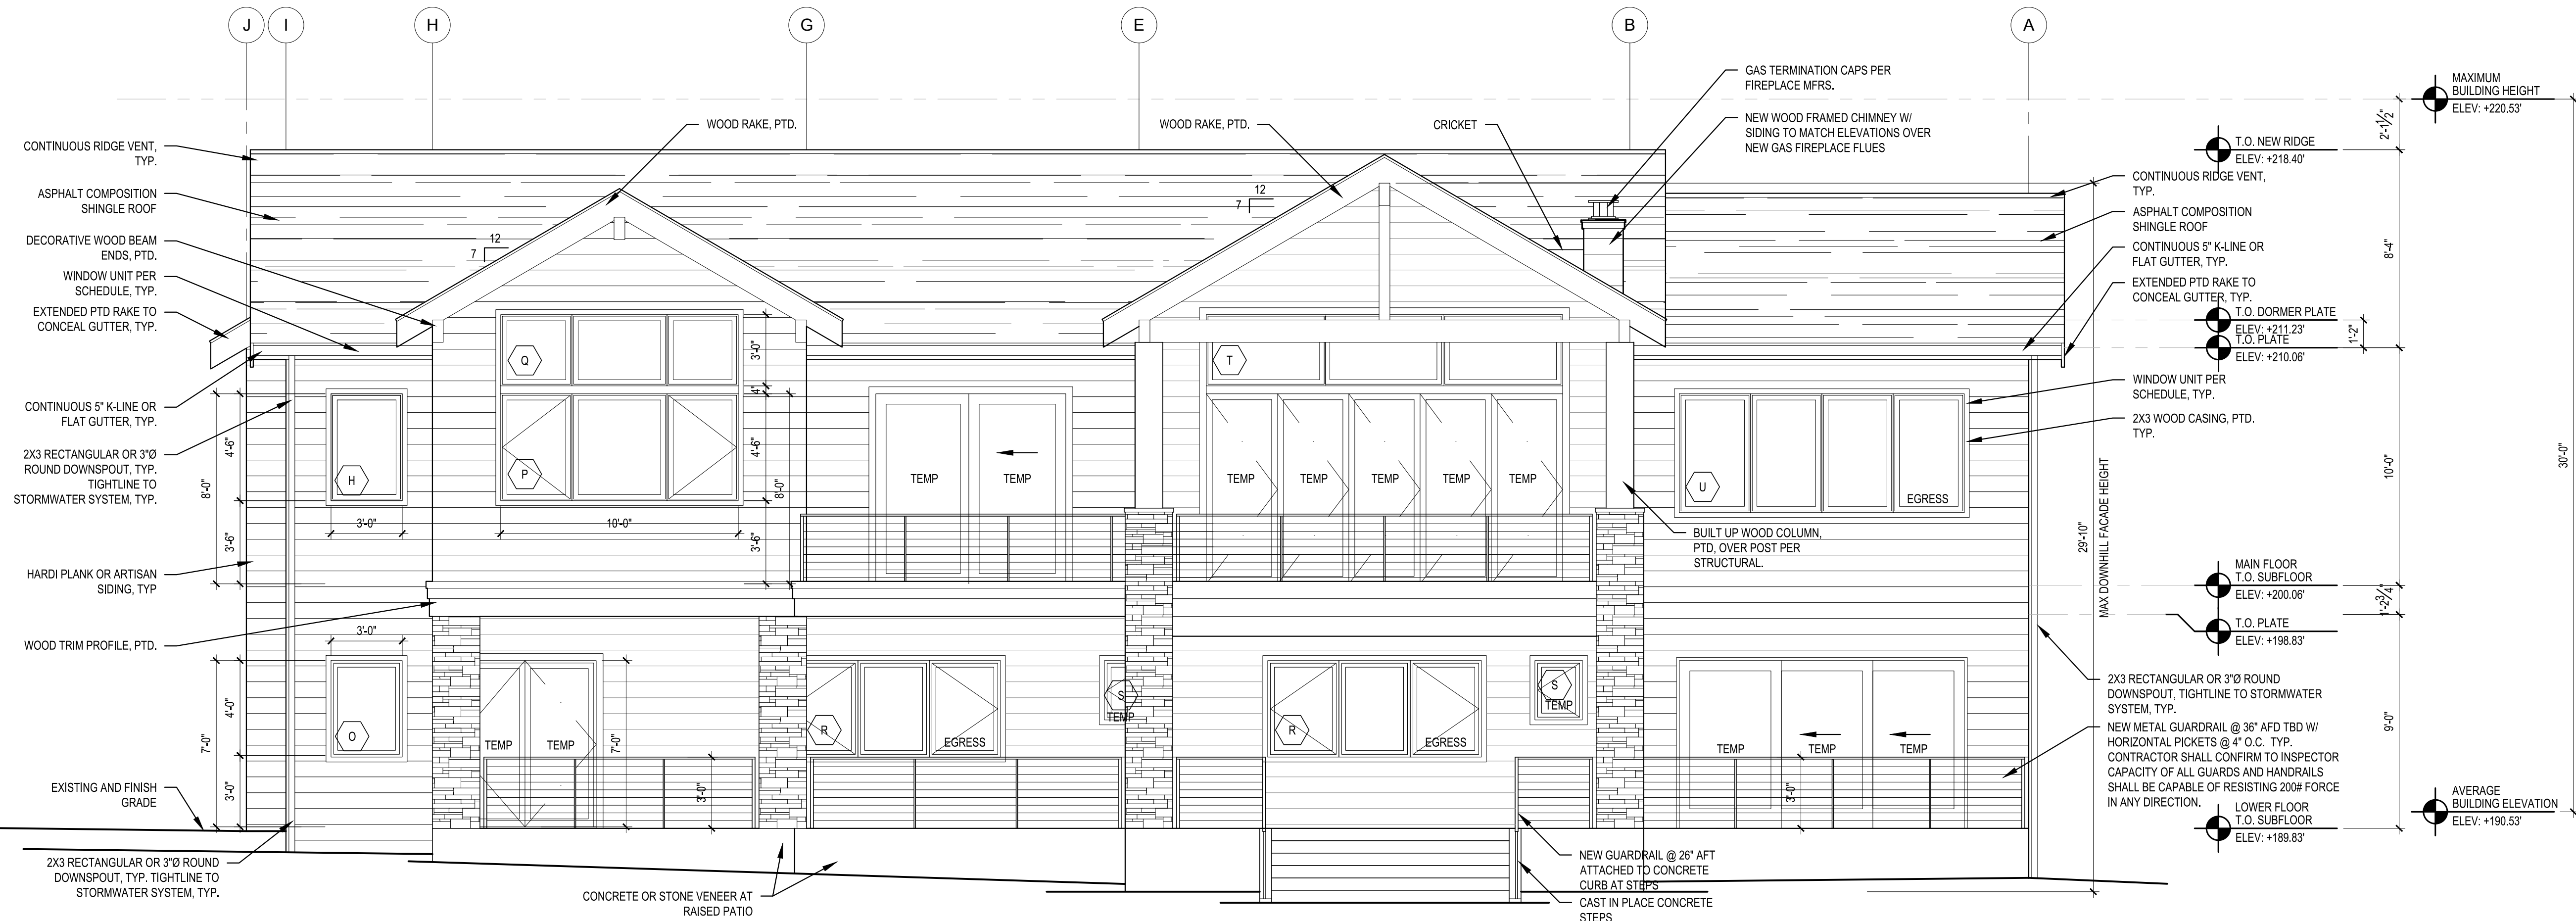 J
I
H
G
E
B
A
CONTINUOUS RIDGE VENT,
TYP.
ASPHALT COMPOSITION
SHINGLE ROOF
DECORATIVE WOOD BEAM
ENDS, PTD.
WINDOW UNIT PER
SCHEDULE, TYP.
EXTENDED PTD RAKE TO
CONCEAL GUTTER, TYP.
CONTINUOUS 5" K-LINE OR
FLAT GUTTER, TYP.
2X3 RECTANGULAR OR 3"Ø
ROUND DOWNSPOUT, TYP.
TIGHTLINE TO
STORMWATER SYSTEM, TYP.
HARDI PLANK OR ARTISAN
SIDING, TYP
WOOD TRIM PROFILE, PTD.
EXISTING AND FINISH
GRADE
2X3 RECTANGULAR OR 3"Ø ROUND
DOWNSPOUT, TYP. TIGHTLINE TO
STORMWATER SYSTEM, TYP.
8'-0"
4'-6"
3'-6"
7'-0"
4'-0"
3'-0"
H
3'-0"
3'-0"
O
WOOD RAKE, PTD.
12
7
Q
P
10'-0"
3'-0"
4"
4'-6"
3'-6"
8'-0"
TEMP
TEMP
7'-0"
3'-0"
TEMP
TEMP
R
EGRESS
S
TEMP
CONCRETE OR STONE VENEER AT
RAISED PATIO
WOOD RAKE, PTD.
12
7
CRICKET
GAS TERMINATION CAPS PER
FIREPLACE MFRS.
NEW WOOD FRAMED CHIMNEY W/
SIDING TO MATCH ELEVATIONS OVER
NEW GAS FIREPLACE FLUES
T
TEMP
TEMP
TEMP
TEMP
TEMP
R
EGRESS
S
TEMP
U
EGRESS
BUILT UP WOOD COLUMN,
PTD, OVER POST PER
STRUCTURAL.
TEMP
TEMP
TEMP
3'-0"
NEW GUARDRAIL @ 26" AFT
ATTACHED TO CONCRETE
CURB AT STEPS
CAST IN PLACE CONCRETE
STEPS
CONTINUOUS RIDGE VENT,
TYP.
ASPHALT COMPOSITION
SHINGLE ROOF
CONTINUOUS 5" K-LINE OR
FLAT GUTTER, TYP.
EXTENDED PTD RAKE TO
CONCEAL GUTTER, TYP.
WINDOW UNIT PER
SCHEDULE, TYP.
2X3 WOOD CASING, PTD.
TYP.
29'-10"
MAX DOWNHILL FACADE HEIGHT
2X3 RECTANGULAR OR 3"Ø ROUND
DOWNSPOUT, TIGHTLINE TO STORMWATER
SYSTEM, TYP.
NEW METAL GUARDRAIL @ 36" AFD TBD W/
HORIZONTAL PICKETS @ 4" O.C. TYP.
CONTRACTOR SHALL CONFIRM TO INSPECTOR
CAPACITY OF ALL GUARDS AND HANDRAILS
SHALL BE CAPABLE OF RESISTING 200# FORCE
IN ANY DIRECTION.
T.O. NEW RIDGE
ELEV: +218.40'
T.O. DORMER PLATE
ELEV: +211.23'
T.O. PLATE
ELEV: +210.06'
MAIN FLOOR
T.O. SUBFLOOR
ELEV: +200.06'
T.O. PLATE
ELEV: +198.83'
LOWER FLOOR
T.O. SUBFLOOR
ELEV: +189.83'
2'-1½"
8'-4"
1'-2"
10'-0"
1'-2¾"
9'-0"
MAXIMUM
BUILDING HEIGHT
ELEV: +220.53'
30'-0"
AVERAGE
BUILDING ELEVATION
ELEV: +190.53'